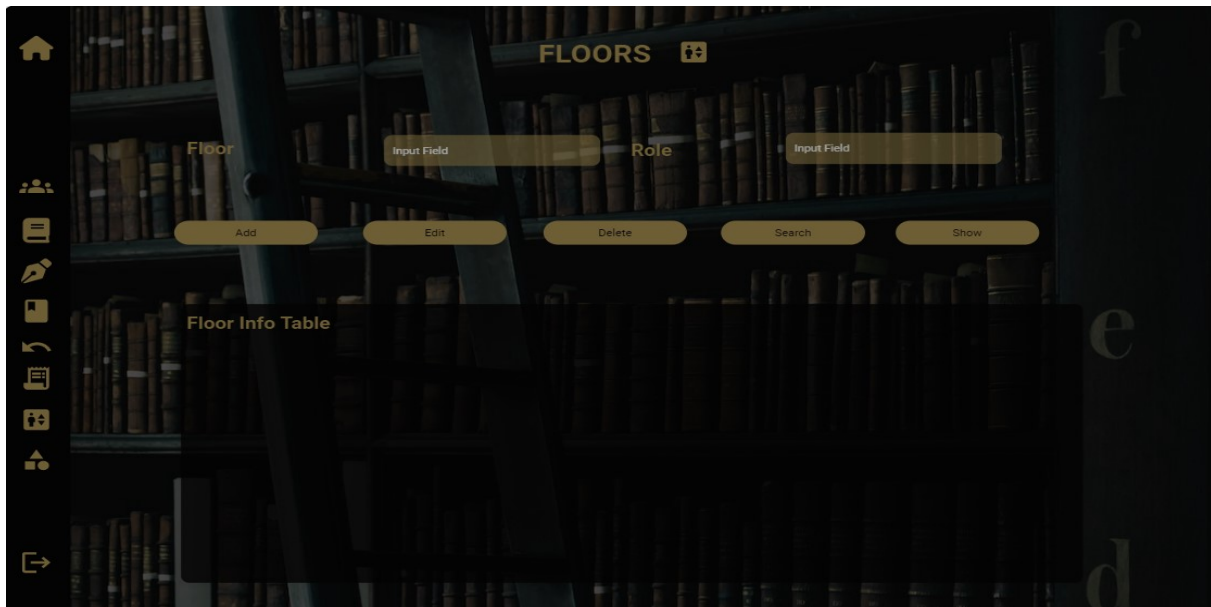 FLOORS
Floor Input Field Role Input Field
Add Edit Delete Search Show
Floor Info Table
f
e
d